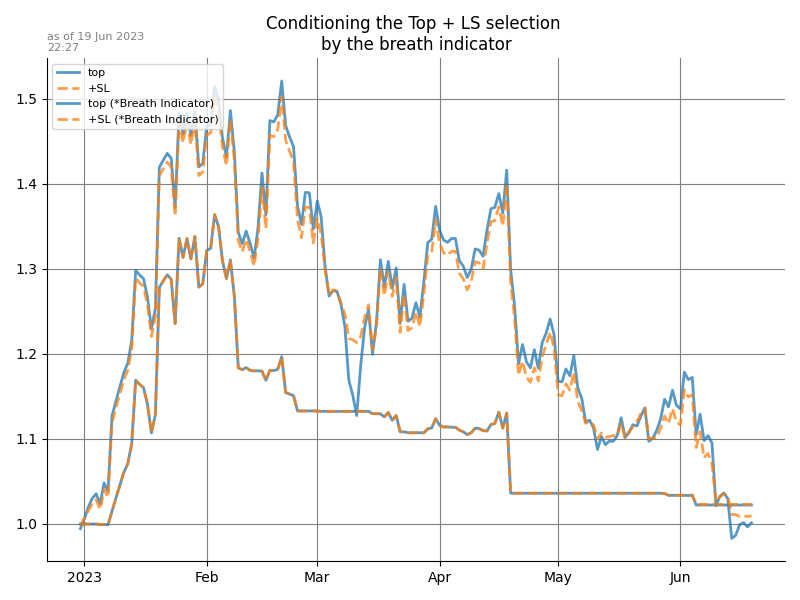 Conditioning the Top + LS selection
by the breath indicator
as of 19 Jun 2023
22:27
top
+SL
top (*Breath Indicator)
+SL (*Breath Indicator)
1.5
1.4
1.3
1.2
1.1
1.0
2023 Feb Mar Apr May Jun